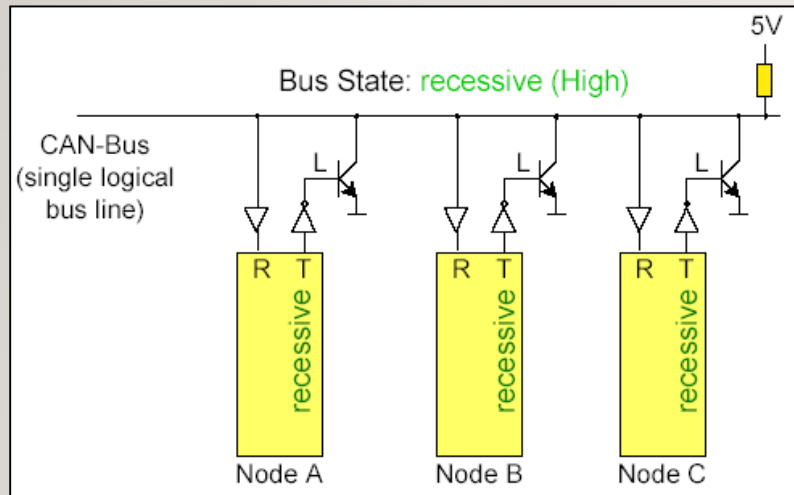 5V
Bus State: recessive (High)
CAN-Bus
(single logical
bus line)
L L L
R T R T R T
recessive recessive recessive
Node A Node B Node C